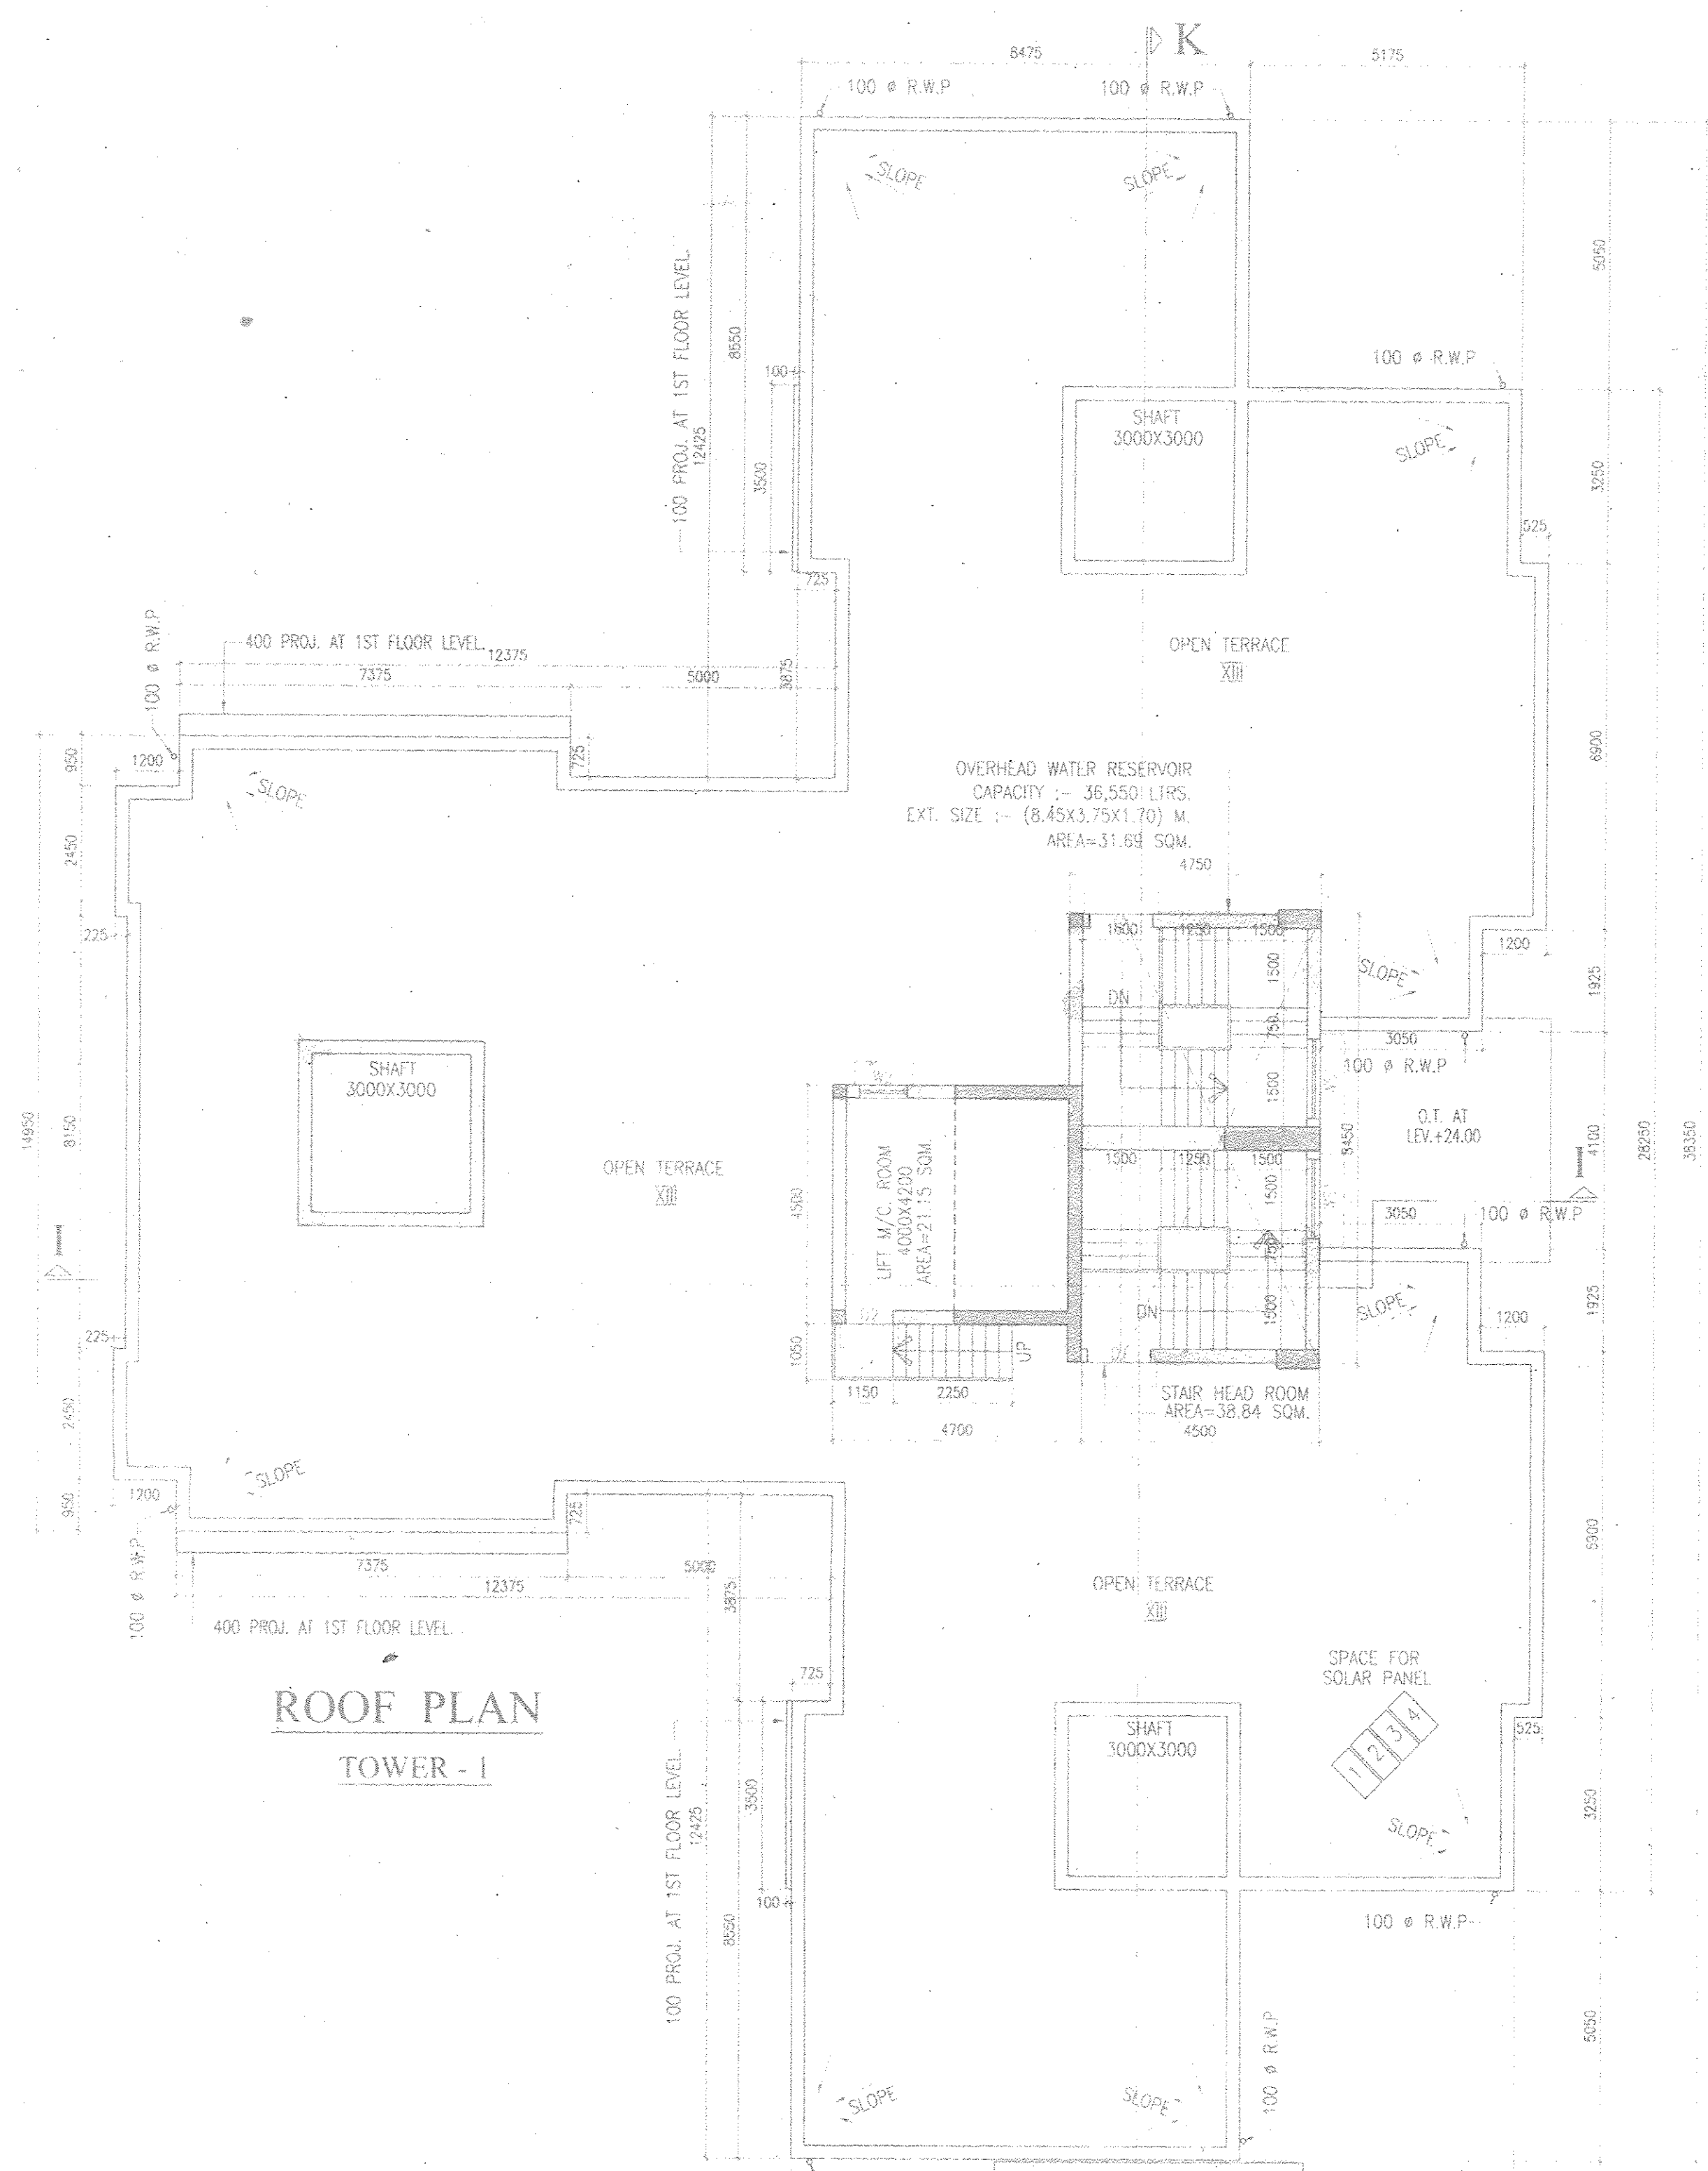 K
6475
5175
100 ø R.W.P
100 ø R.W.P
SLOPE
SLOPE
100 PROJ. AT 1ST FLOOR LEVEL.
12425
8550
100
3500
5050
100 ø R.W.P
SHAFT
3000X3000
SLOPE
3250
525
725
100 ø R.W.P
400 PROJ. AT 1ST FLOOR LEVEL.
12375
7375
5000
3875
OPEN TERRACE
XIII
950
1200
725
SLOPE
6900
OVERHEAD WATER RESERVOIR
CAPACITY :- 36,550 LTRS.
EXT. SIZE :- (8.45X3.75X1.70) M.
AREA=31.69 SQM.
4750
2450
225
1600
1250
1500
1500
1200
SLOPE
1925
DN
750
3050
100 ø R.W.P
SHAFT
3000X3000
1500
O.T. AT
LEV.+24.00
14950
8150
OPEN TERRACE
XIII
4500
LIFT M/C. ROOM
4000X4200
AREA=21.15 SQM.
1500
1250
1500
8450
4100
28250
38350
1500
3050
100 ø R.W.P
I
I
750
DN
1500
SLOPE
1200
1925
225
1050
UP
1150
2250
STAIR HEAD ROOM
AREA=38.84 SQM.
4700
4500
2450
SLOPE
950
1200
725
100 ø R.W.P
7375
5000
12375
3875
6900
400 PROJ. AT 1ST FLOOR LEVEL.
OPEN TERRACE
XIII
ROOF PLAN
TOWER - 1
725
SPACE FOR
SOLAR PANEL
1
2
3
4
525
SHAFT
3000X3000
100 PROJ. AT 1ST FLOOR LEVEL.
12425
3500
3250
SLOPE
100
8550
100 ø R.W.P
5050
100 ø R.W.P
SLOPE
SLOPE